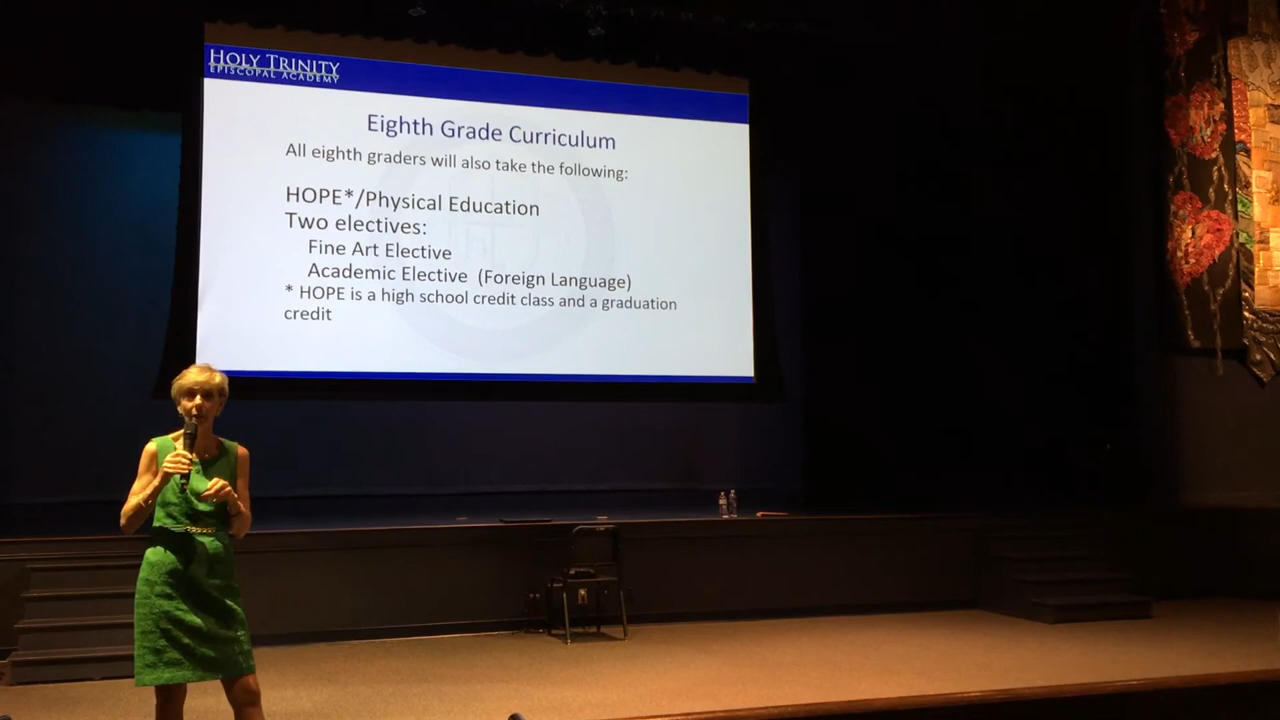 HOLY TRINITY
EPISCOPAL ACADEMY
Eighth Grade Curriculum
All eighth graders will also take the following:
HOPE*/Physical Education
Two electives:
Fine Art Elective
Academic Elective (Foreign Language)
* HOPE is a high school credit class and a graduation
credit